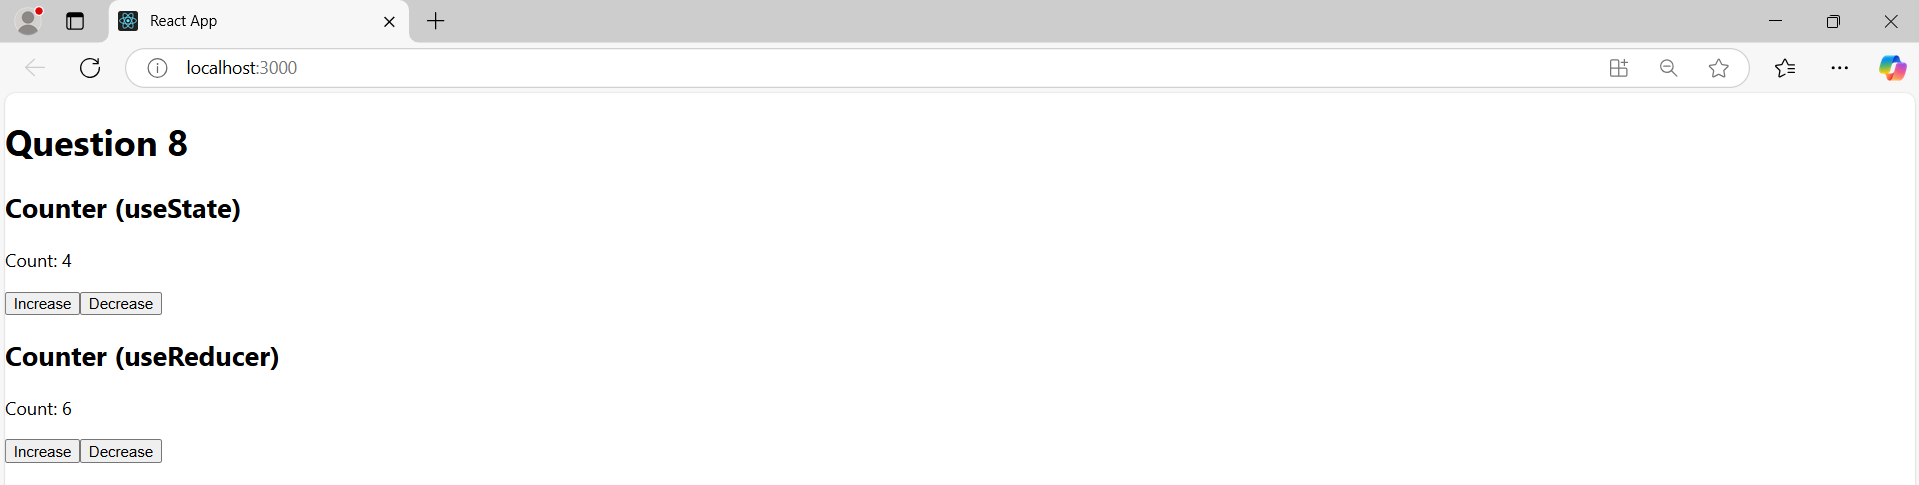 React App
localhost:3000
Question 8
Counter (useState)
Count: 4
Increase Decrease
Counter (useReducer)
Count: 6
Increase Decrease